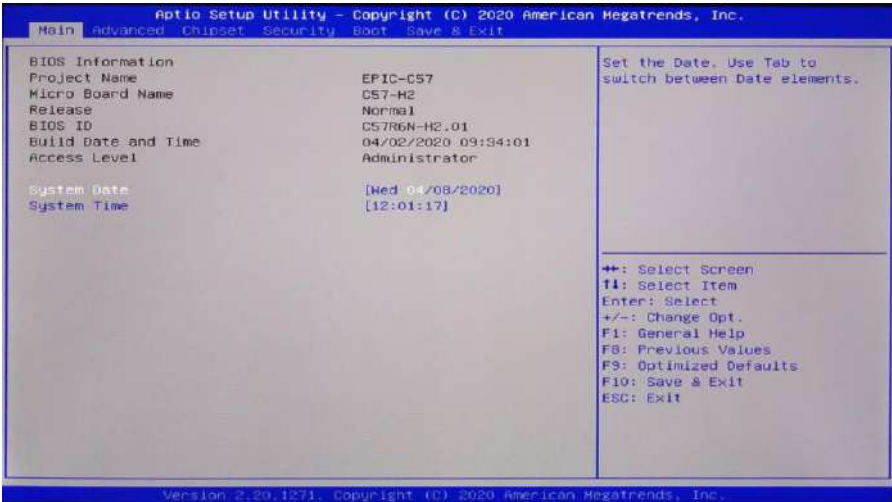 Aptio Setup Utility – Copyright (C) 2020 American Megatrends, Inc.
Main Advanced Chipset Security Boot Save & Exit
BIOS Information
Project Name EPIC-C57
Micro Board Name C57-H2
Release Normal
BIOS ID C57R6N-H2.01
Build Date and Time 04/02/2020 09:34:01
Access Level Administrator
System Date [Wed 04/08/2020]
System Time [12:01:17]
Set the Date. Use Tab to
switch between Date elements.
→←: Select Screen
↑↓: Select Item
Enter: Select
+/-: Change Opt.
F1: General Help
F8: Previous Values
F9: Optimized Defaults
F10: Save & Exit
ESC: Exit
Version 2.20.1271. Copyright (C) 2020 American Megatrends, Inc.